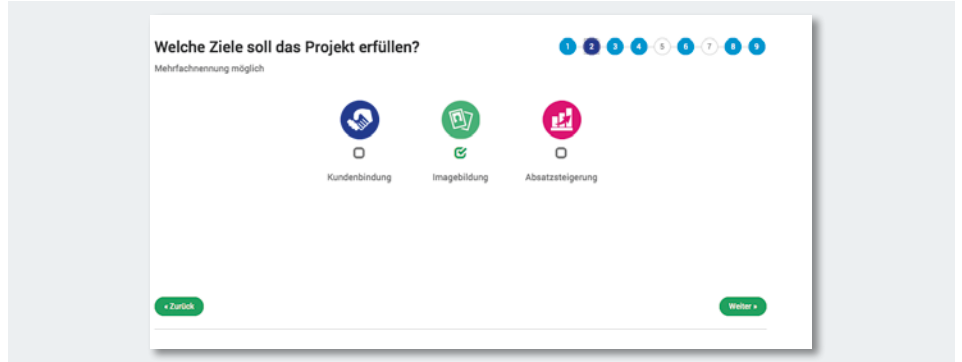 Welche Ziele soll das Projekt erfüllen?
1 2 3 4 5 6 7 8 9
Mehrfachnennung möglich
Kundenbindung Imagebildung Absatzsteigerung
« Zurück Weiter »